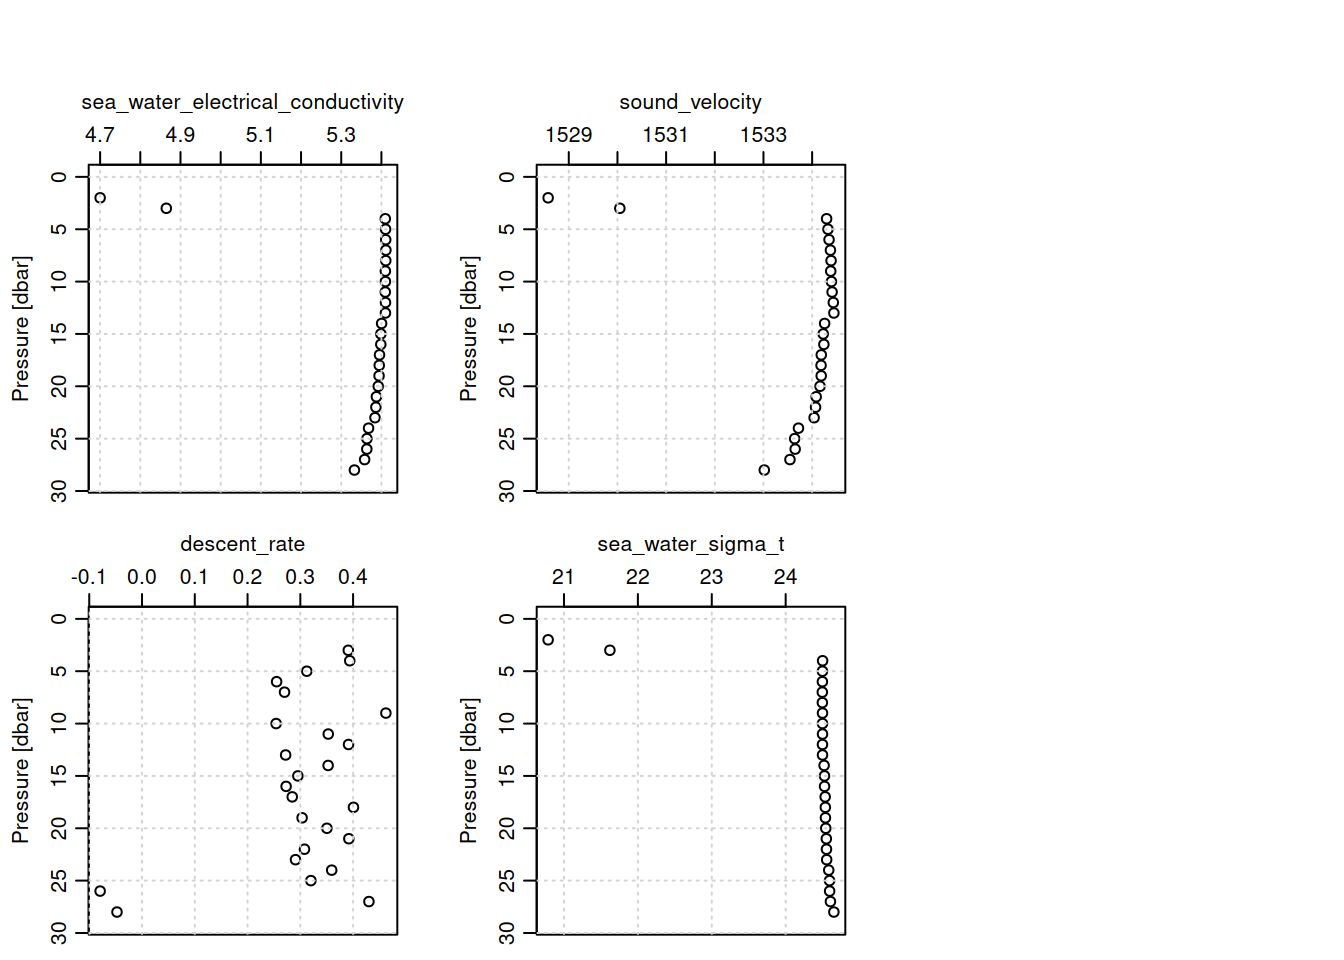 sea_water_electrical_conductivity
4.7 4.9 5.1 5.3
0
5
10
15
20
25
30
Pressure [dbar]
sound_velocity
1529 1531 1533
0
5
10
15
20
25
30
Pressure [dbar]
descent_rate
-0.1 0.0 0.1 0.2 0.3 0.4
0
5
10
15
20
25
30
Pressure [dbar]
sea_water_sigma_t
21 22 23 24
0
5
10
15
20
25
30
Pressure [dbar]